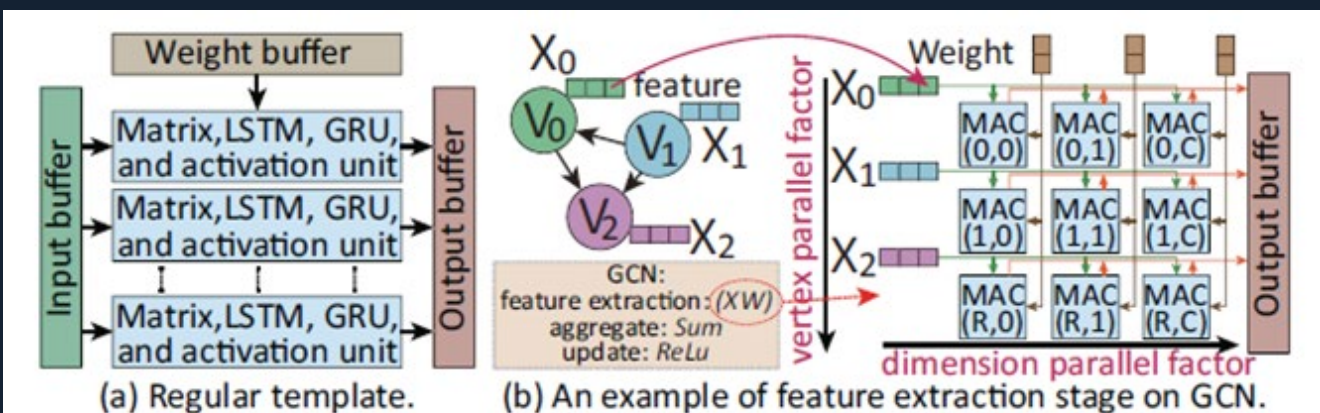 Weight buffer
Input buffer
Matrix,LSTM, GRU,
and activation unit
Matrix,LSTM, GRU,
and activation unit
Matrix,LSTM, GRU,
and activation unit
Output buffer
(a) Regular template.
X0
feature
V0
V1
X1
V2
X2
GCN:
feature extraction: (XW)
aggregate: Sum
update: ReLu
vertex parallel factor
Weight
X0
MAC
(0,0)
MAC
(0,1)
MAC
(0,C)
X1
MAC
(1,0)
MAC
(1,1)
MAC
(1,C)
X2
MAC
(R,0)
MAC
(R,1)
MAC
(R,C)
dimension parallel factor
Output buffer
(b) An example of feature extraction stage on GCN.